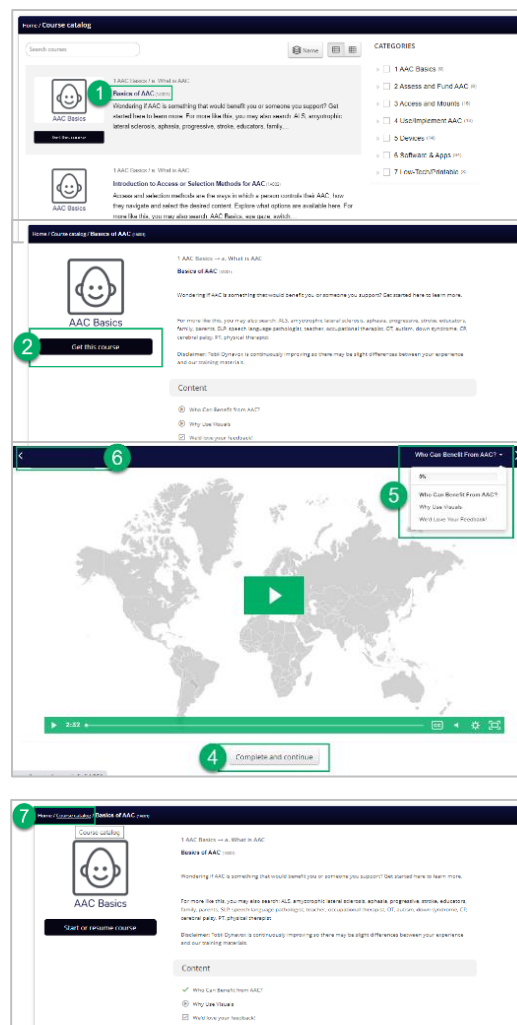 Home / Course catalog
Search courses
Name
CATEGORIES
1 AAC Basics
2 Assess and Fund AAC
3 Access and Mounts
4 Use/Implement AAC
5 Devices
6 Software & Apps
7 Low-Tech/Printable
1 AAC Basics / a. What is AAC
1
Basics of AAC
Wondering if AAC is something that would benefit you or someone you support? Get
started here to learn more. For more like this, you may also search: ALS, amyotrophic
lateral sclerosis, aphasia, progressive, stroke, educators, family,...
AAC Basics
Get this course
1 AAC Basics / a. What is AAC
Introduction to Access or Selection Methods for AAC
Access and selection methods are the ways in which a person controls their AAC, how
they navigate and select the desired content. Explore what options are available here. For
more like this, you may also search: AAC Basics, eye gaze, switch...
AAC Basics
Home / Course catalog / Basics of AAC
1 AAC Basics → a. What is AAC
Basics of AAC
Wondering if AAC is something that would benefit you or someone you support? Get started here to learn more.
For more like this, you may also search: ALS, amyotrophic lateral sclerosis, aphasia, progressive, stroke, educators,
family, parents, SLP, speech language pathologist, teacher, occupational therapist, OT, autism, down syndrome, CP,
cerebral palsy, PT, physical therapist
Disclaimer: Tobii Dynavox is continuously improving so there may be slight differences between your experience
and our training materials.
AAC Basics
2
Get this course
Content
Who Can Benefit from AAC?
Why Use Visuals
We'd love your feedback!
6
Who Can Benefit From AAC?
5
0%
Who Can Benefit From AAC?
Why Use Visuals
We'd Love Your Feedback!
2:52
CC
4
Complete and continue
7
Home / Course catalog / Basics of AAC
Course catalog
1 AAC Basics → a. What is AAC
Basics of AAC
Wondering if AAC is something that would benefit you or someone you support? Get started here to learn more.
For more like this, you may also search: ALS, amyotrophic lateral sclerosis, aphasia, progressive, stroke, educators,
family, parents, SLP, speech language pathologist, teacher, occupational therapist, OT, autism, down syndrome, CP,
cerebral palsy, PT, physical therapist
Disclaimer: Tobii Dynavox is continuously improving so there may be slight differences between your experience
and our training materials.
AAC Basics
Start or resume course
Content
Who Can Benefit from AAC?
Why Use Visuals
We'd love your feedback!